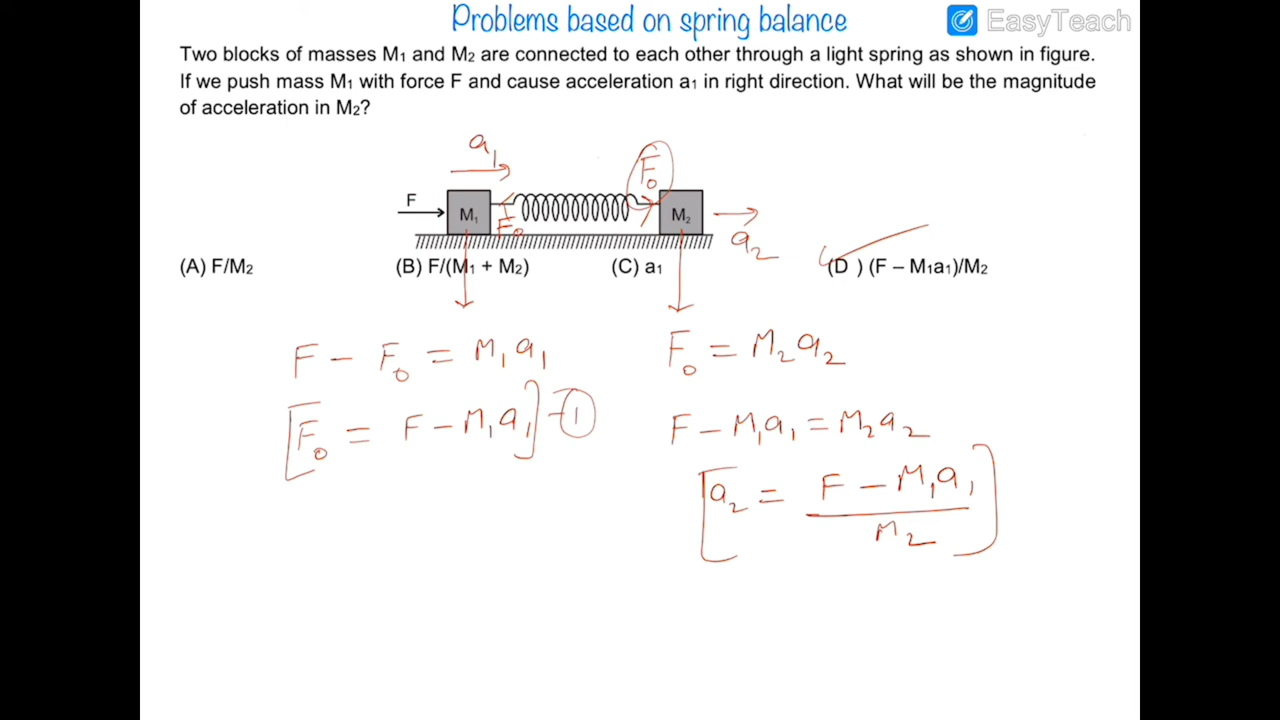 Problems based on spring balance
EasyTeach
Two blocks of masses M₁ and M₂ are connected to each other through a light spring as shown in figure.
If we push mass M₁ with force F and cause acceleration a₁ in right direction. What will be the magnitude
of acceleration in M₂?
a₁
F₀
F
M₁
F₀
M₂
a₂
(A) F/M₂ (B) F/(M₁ + M₂) (C) a₁ (D ) (F – M₁a₁)/M₂
F – F₀ = M₁a₁
F₀ = M₂a₂
[F₀ = F – M₁a₁] – ①
F – M₁a₁ = M₂a₂
[a₂ = F – M₁a₁
M₂]